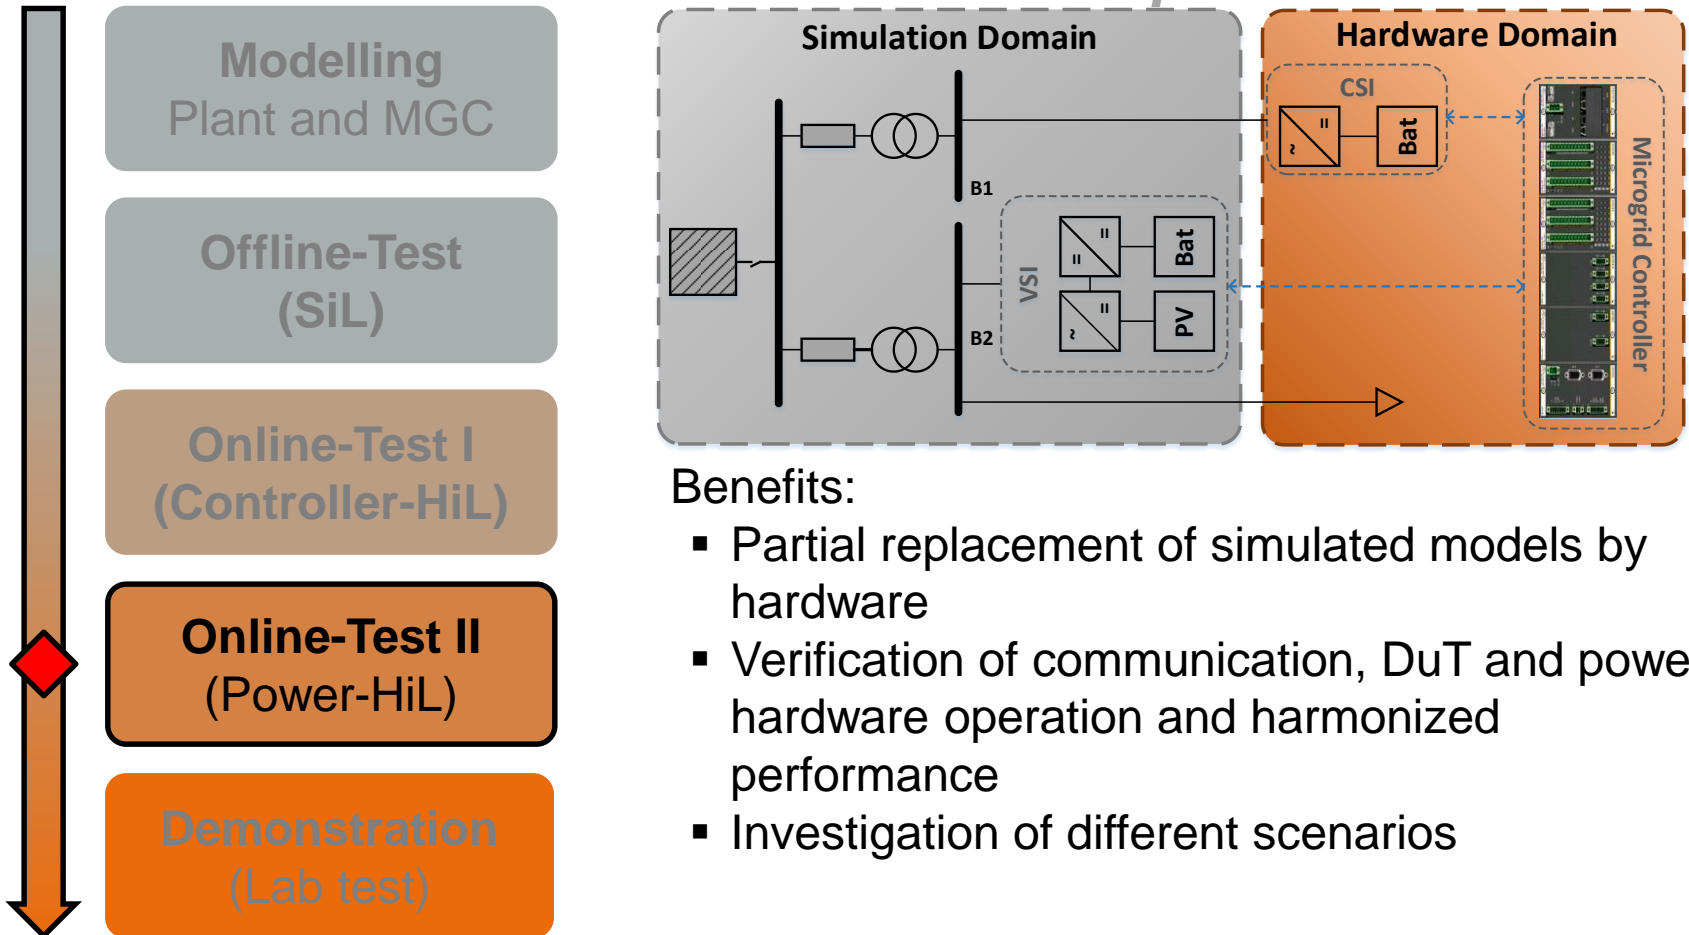 Modelling
Plant and MGC
Offline-Test
(SiL)
Online-Test I
(Controller-HiL)
Online-Test II
(Power-HiL)
Demonstration
(Lab test)
Simulation Domain
B1
B2
VSI
=
=
Bat
~
=
PV
Hardware Domain
CSI
~
=
Bat
Microgrid Controller
Benefits:
▪ Partial replacement of simulated models by
hardware
▪ Verification of communication, DuT and powe
hardware operation and harmonized
performance
▪ Investigation of different scenarios